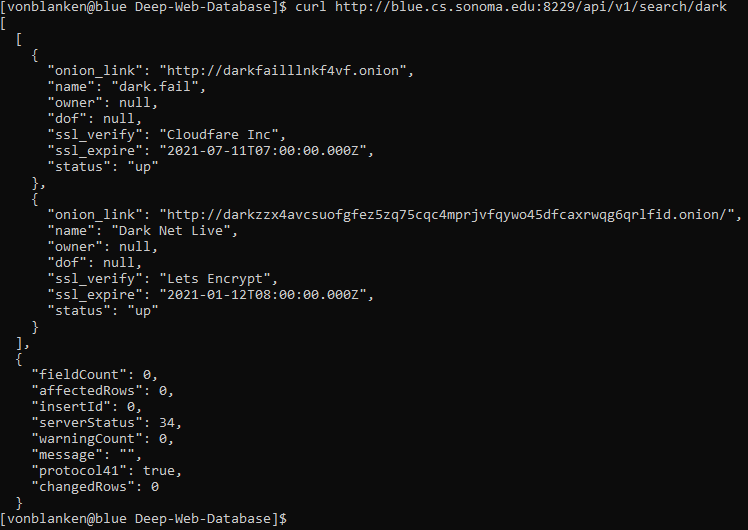 [vonblanken@blue Deep-Web-Database]$ curl http://blue.cs.sonoma.edu:8229/api/v1/search/dark
[
  [
    {
      "onion_link": "http://darkfailllnkf4vf.onion",
      "name": "dark.fail",
      "owner": null,
      "dof": null,
      "ssl_verify": "Cloudfare Inc",
      "ssl_expire": "2021-07-11T07:00:00.000Z",
      "status": "up"
    },
    {
      "onion_link": "http://darkzzx4avcsuofgfez5zq75cqc4mprjvfqywo45dfcaxrwqg6qrlfid.onion/",
      "name": "Dark Net Live",
      "owner": null,
      "dof": null,
      "ssl_verify": "Lets Encrypt",
      "ssl_expire": "2021-01-12T08:00:00.000Z",
      "status": "up"
    }
  ],
  {
    "fieldCount": 0,
    "affectedRows": 0,
    "insertId": 0,
    "serverStatus": 34,
    "warningCount": 0,
    "message": "",
    "protocol41": true,
    "changedRows": 0
  }
[vonblanken@blue Deep-Web-Database]$